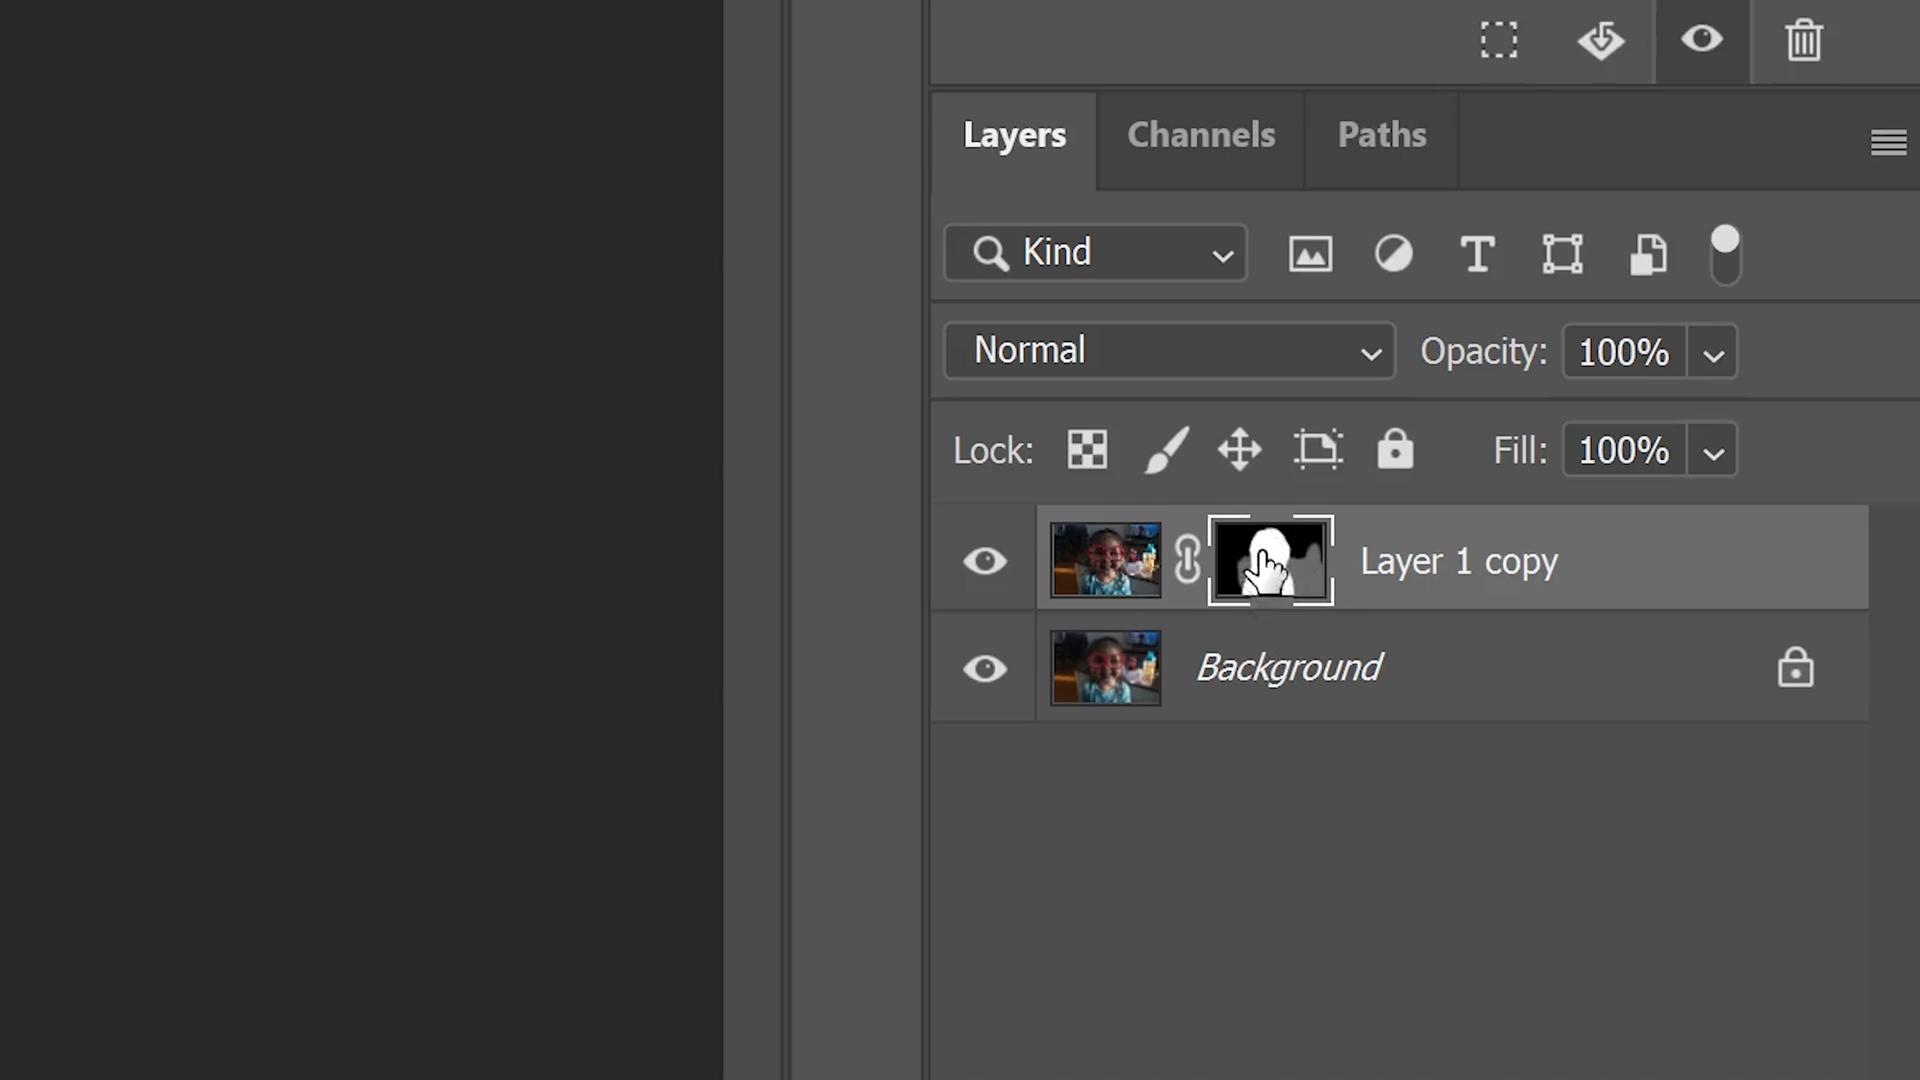 Layers Channels Paths
Kind
Normal Opacity: 100%
Lock: Fill: 100%
Layer 1 copy
Background